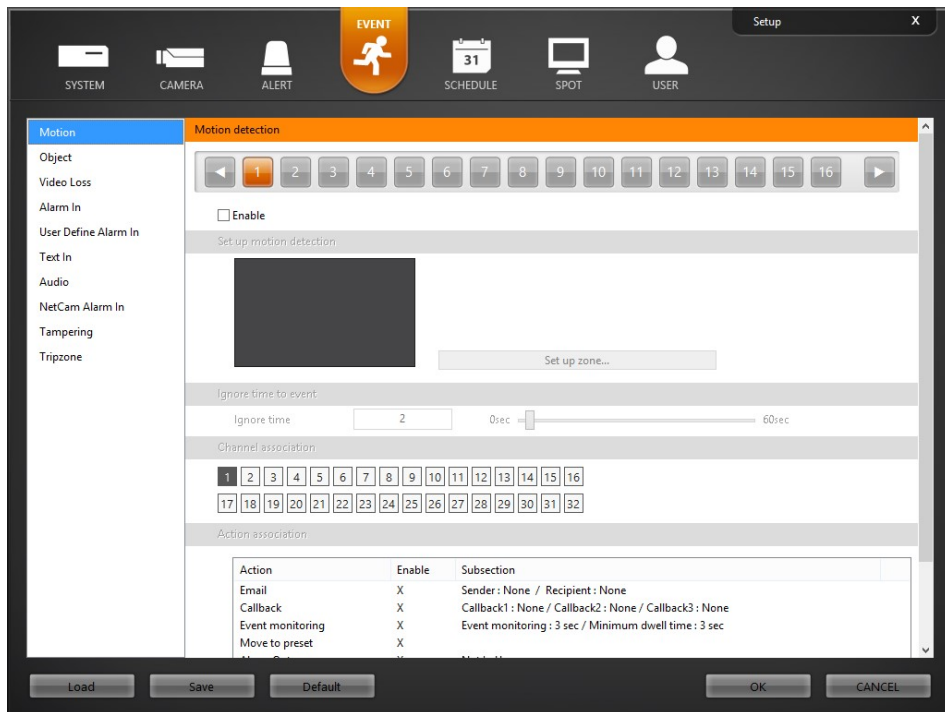 Setup X
EVENT
SYSTEM CAMERA ALERT 31 SCHEDULE SPOT USER
Motion
Object
Video Loss
Alarm In
User Define Alarm In
Text In
Audio
NetCam Alarm In
Tampering
Tripzone
Motion detection
1 2 3 4 5 6 7 8 9 10 11 12 13 14 15 16
Enable
Set up motion detection
Set up zone...
Ignore time to event
Ignore time 2 0sec 60sec
Channel association
1 2 3 4 5 6 7 8 9 10 11 12 13 14 15 16
17 18 19 20 21 22 23 24 25 26 27 28 29 30 31 32
Action association
Action Enable Subsection
Email X Sender : None / Recipient : None
Callback X Callback1 : None / Callback2 : None / Callback3 : None
Event monitoring X Event monitoring : 3 sec / Minimum dwell time : 3 sec
Move to preset X
Load Save Default OK CANCEL